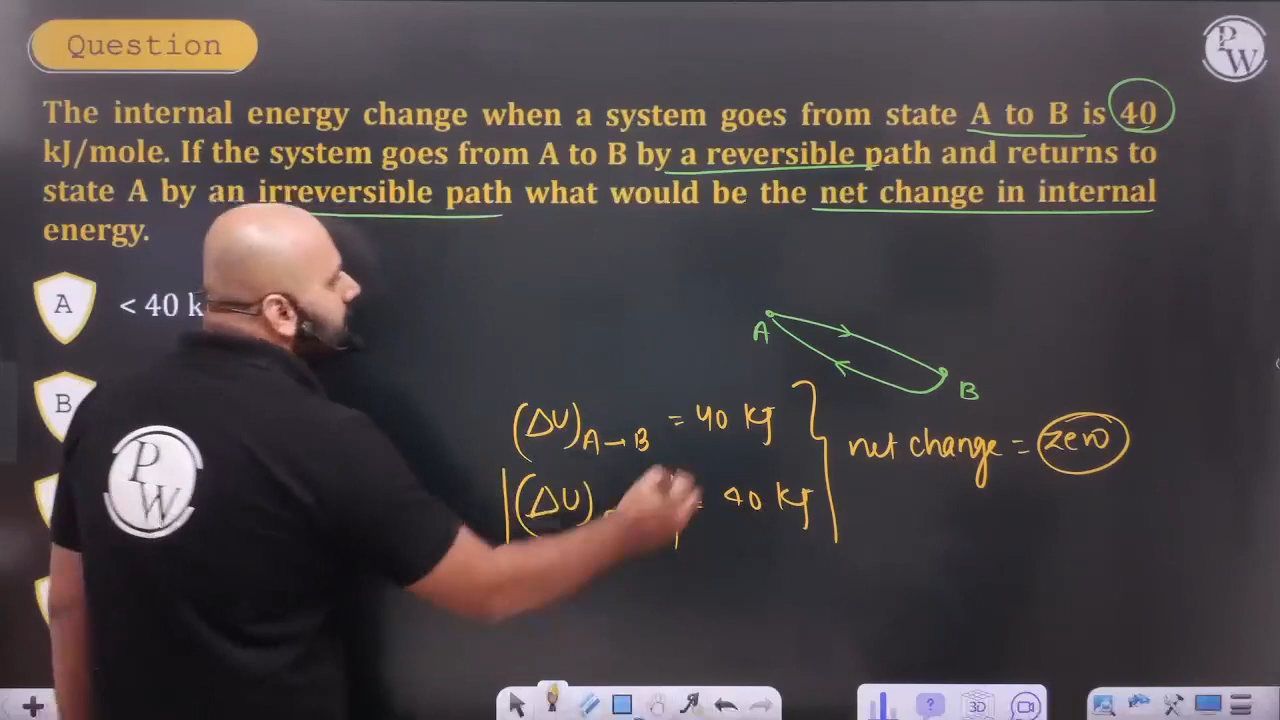 Question
PW
The internal energy change when a system goes from state A to B is 40
kJ/mole. If the system goes from A to B by a reversible path and returns to
state A by an irreversible path what would be the net change in internal
energy.
A < 40 k
B
A
B
(ΔU)A→B = 40 kJ
|(ΔU) | = 40 kJ
net change = zero
PW
3D
?